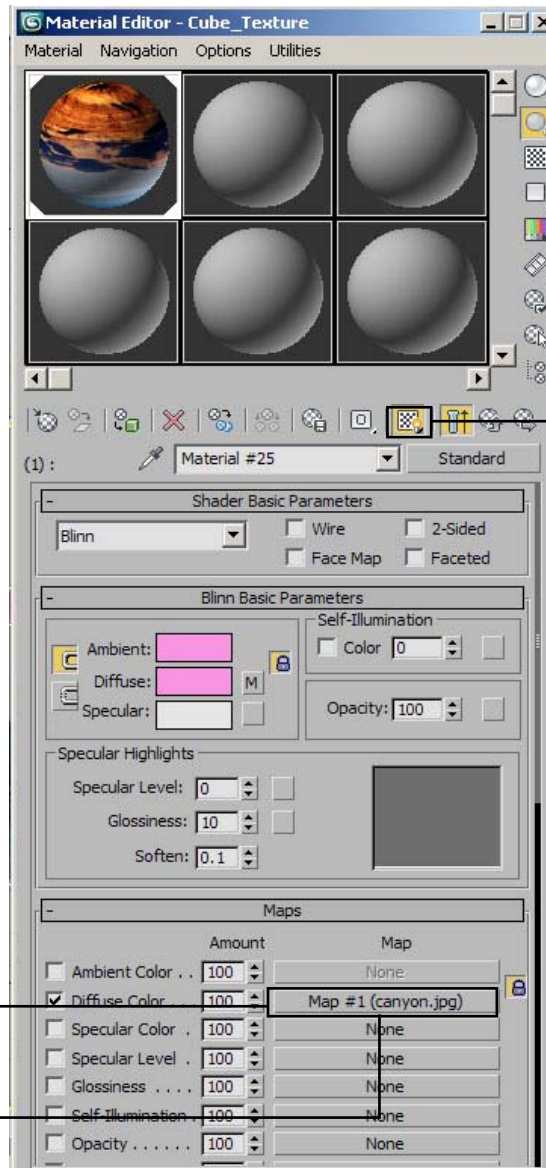 Material Editor - Cube_Texture
Material Navigation Options Utilities
(1) : Material #25 Standard
- Shader Basic Parameters
Blinn Wire 2-Sided
Face Map Faceted
- Blinn Basic Parameters
Self-Illumination
Ambient: Color 0
Diffuse: M
Specular: Opacity: 100
Specular Highlights
Specular Level: 0
Glossiness: 10
Soften: 0.1
- Maps
Amount Map
Ambient Color . . 100 None
Diffuse Color . . . 100 Map #1 (canyon.jpg)
Specular Color . 100 None
Specular Level . 100 None
Glossiness . . . . 100 None
Self-Illumination . 100 None
Opacity . . . . . . 100 None